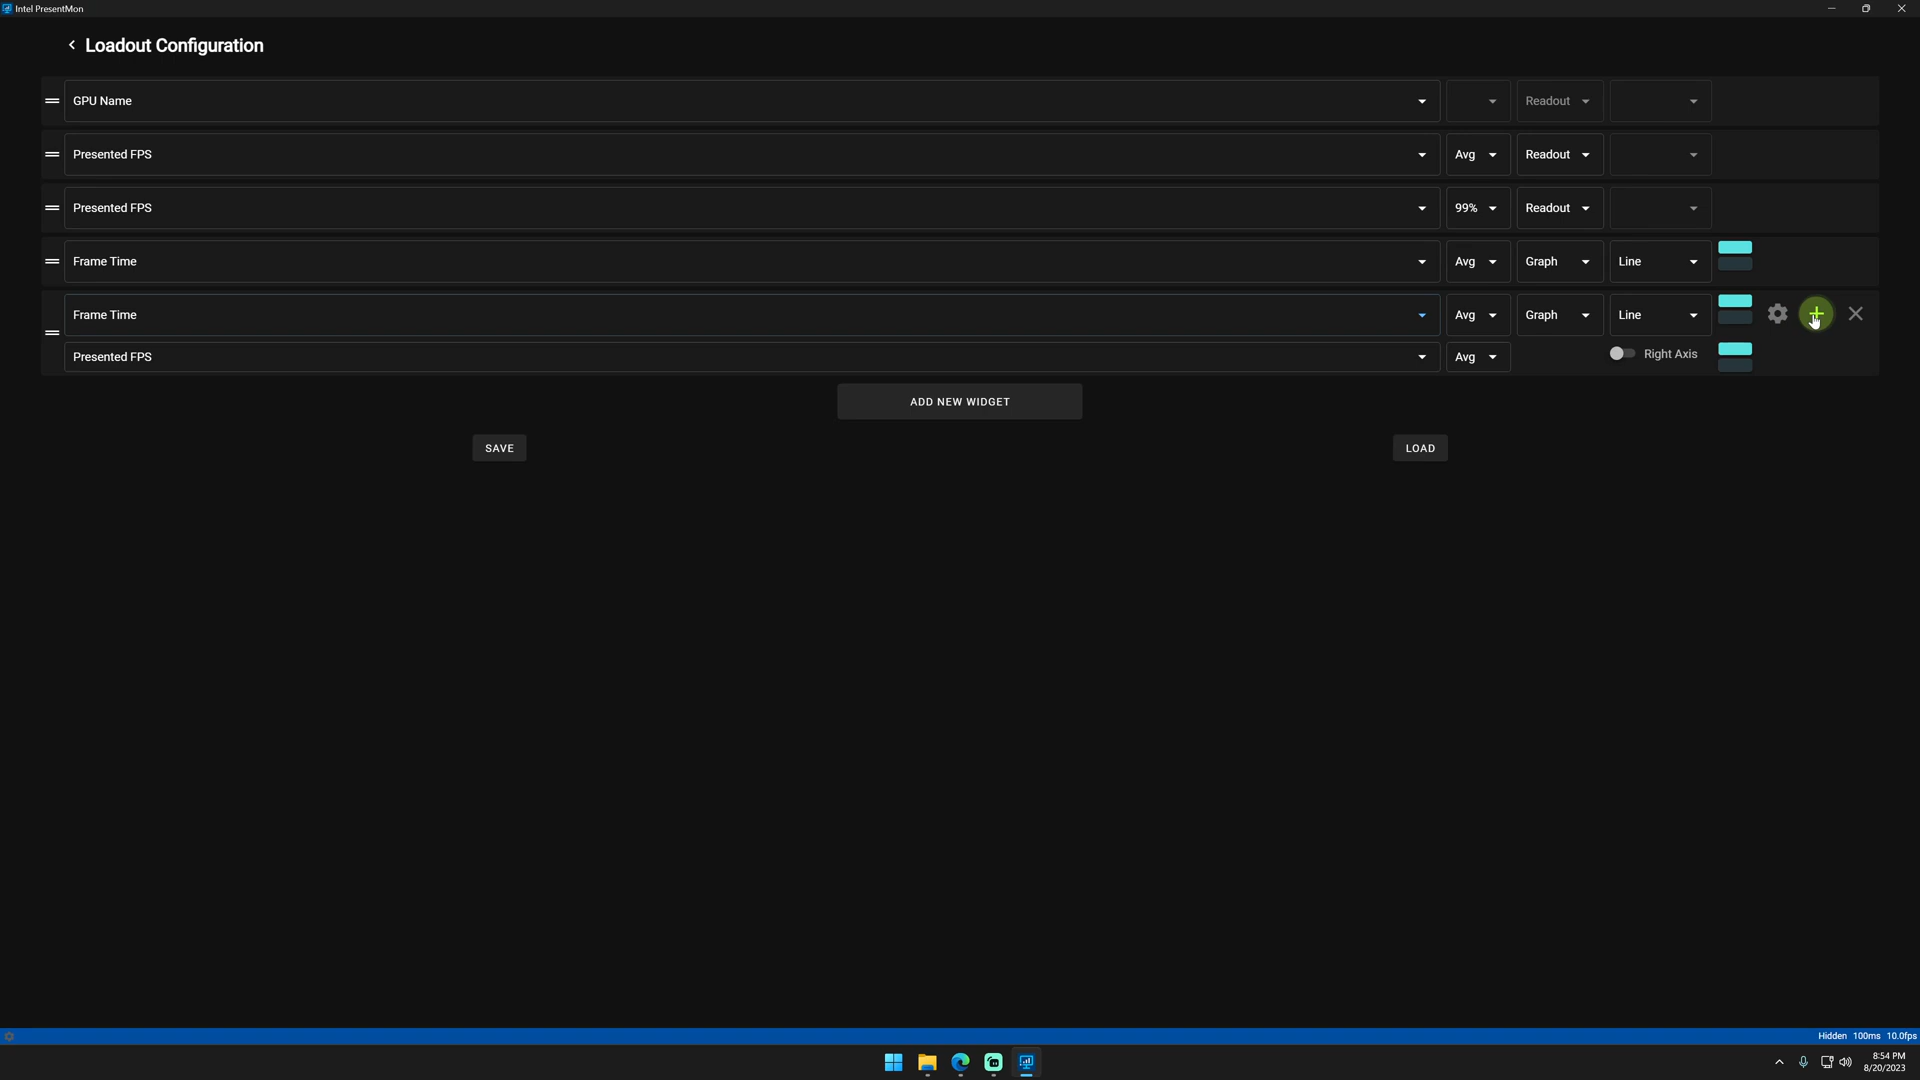 Intel PresentMon
Loadout Configuration
GPU Name Readout
Presented FPS Avg Readout
Presented FPS 99% Readout
Frame Time Avg Graph Line
Frame Time Avg Graph Line
Presented FPS Avg Right Axis
ADD NEW WIDGET
SAVE LOAD
Hidden 100ms 10.0fps
8:54 PM
8/20/2023